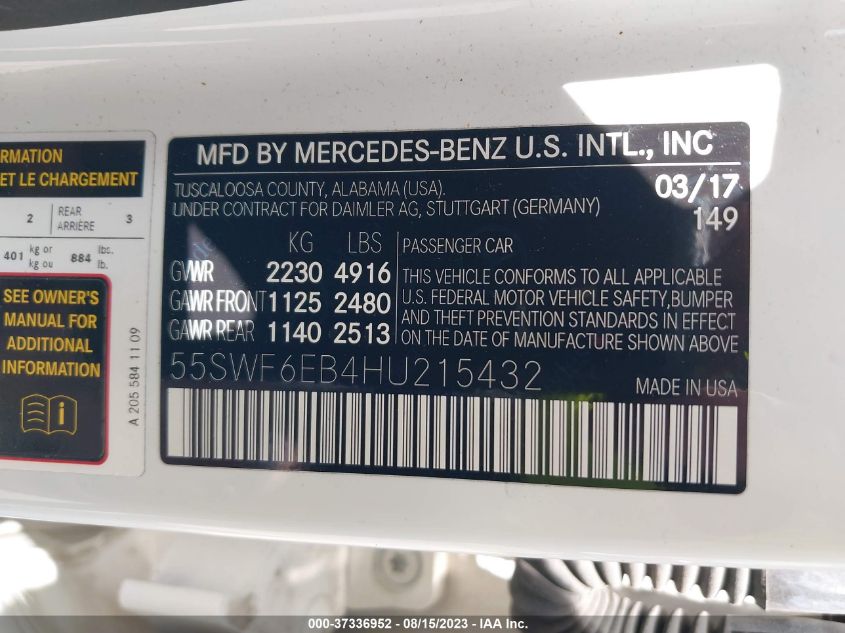 RMATION
ET LE CHARGEMENT
2 REAR ARRIÈRE 3
401 kg or kg ou 884 lbs. lb.
SEE OWNER'S
MANUAL FOR
ADDITIONAL
INFORMATION
A 205 584 11 09
MFD BY MERCEDES-BENZ U.S. INTL., INC
TUSCALOOSA COUNTY, ALABAMA (USA). 03/17
UNDER CONTRACT FOR DAIMLER AG, STUTTGART (GERMANY) 149
KG LBS PASSENGER CAR
GVWR 2230 4916 THIS VEHICLE CONFORMS TO ALL APPLICABLE
GAWR FRONT 1125 2480 U.S. FEDERAL MOTOR VEHICLE SAFETY,BUMPER
AND THEFT PREVENTION STANDARDS IN EFFECT
GAWR REAR 1140 2513 ON THE DATE OF MANUFACTURE SHOWN ABOVE
55SWF6EB4HU215432 MADE IN USA
000-37336952 - 08/15/2023 - IAA Inc.